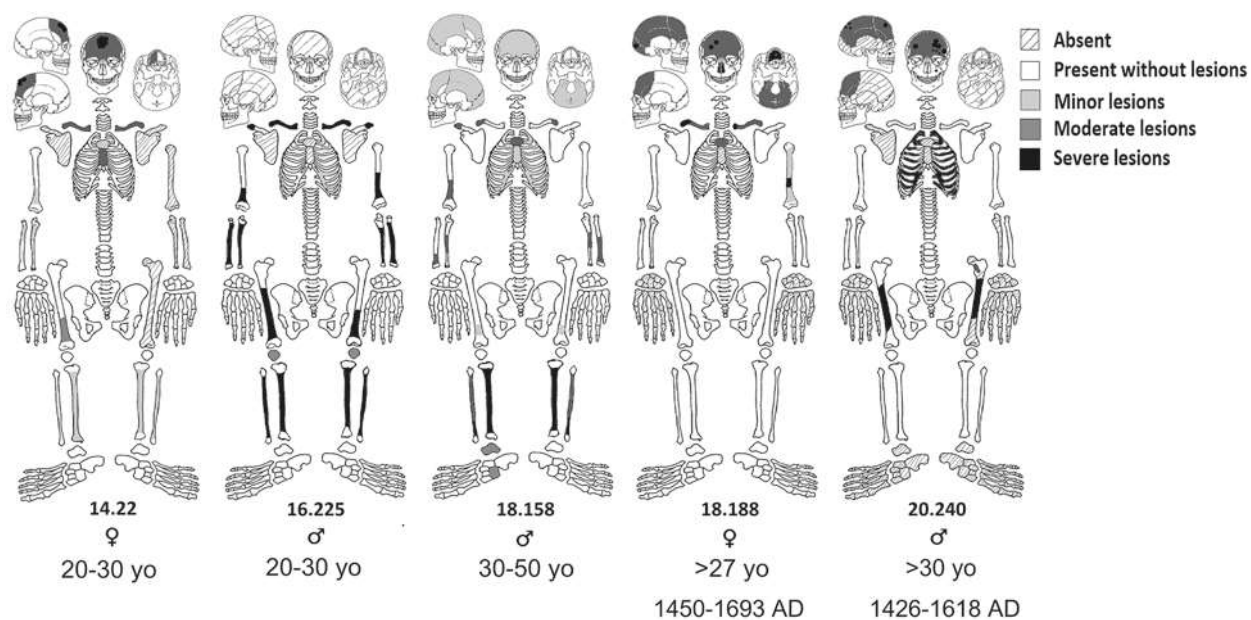 Absent
Present without lesions
Minor lesions
Moderate lesions
Severe lesions
14.22
♀
20-30 yo
16.225
♂
20-30 yo
18.158
♂
30-50 yo
18.188
♀
>27 yo
1450-1693 AD
20.240
♂
>30 yo
1426-1618 AD